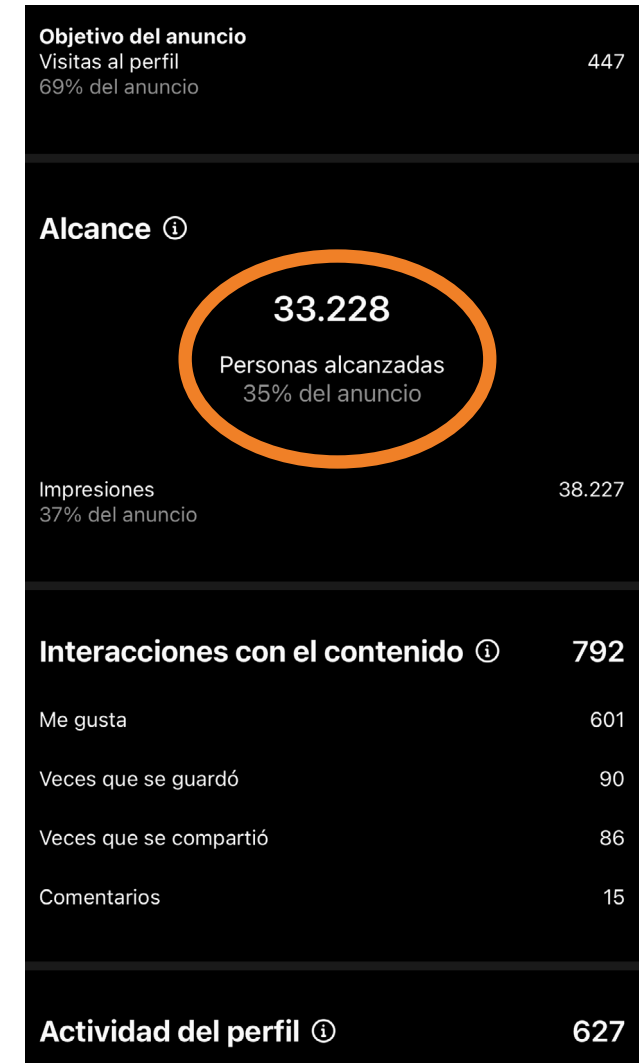 Objetivo del anuncio
Visitas al perfil 447
69% del anuncio
Alcance
33.228
Personas alcanzadas
35% del anuncio
Impresiones 38.227
37% del anuncio
Interacciones con el contenido 792
Me gusta 601
Veces que se guardó 90
Veces que se compartió 86
Comentarios 15
Actividad del perfil 627